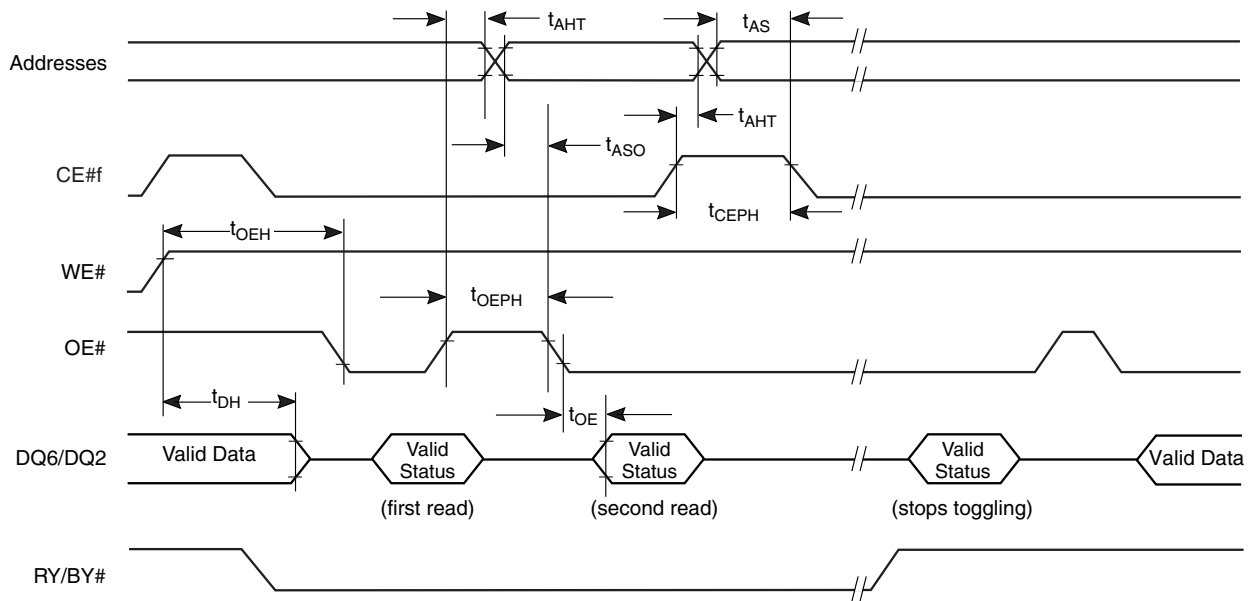 tAHT
tAS
Addresses
tAHT
tASO
CE#f
tCEPH
tOEH
WE#
tOEPH
OE#
tDH
tOE
DQ6/DQ2
Valid Data
Valid
Status
Valid
Status
Valid
Status
Valid Data
(first read)
(second read)
(stops toggling)
RY/BY#